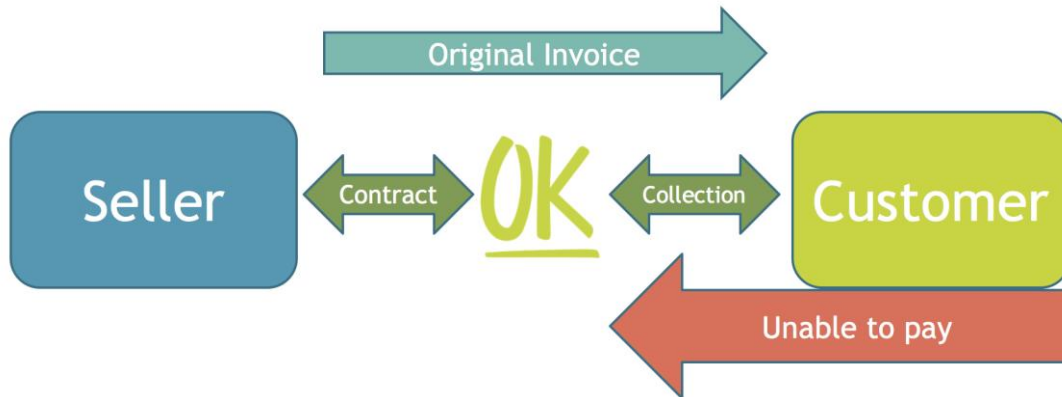 Original Invoice
Seller
Contract
OK
Collection
Customer
Unable to pay